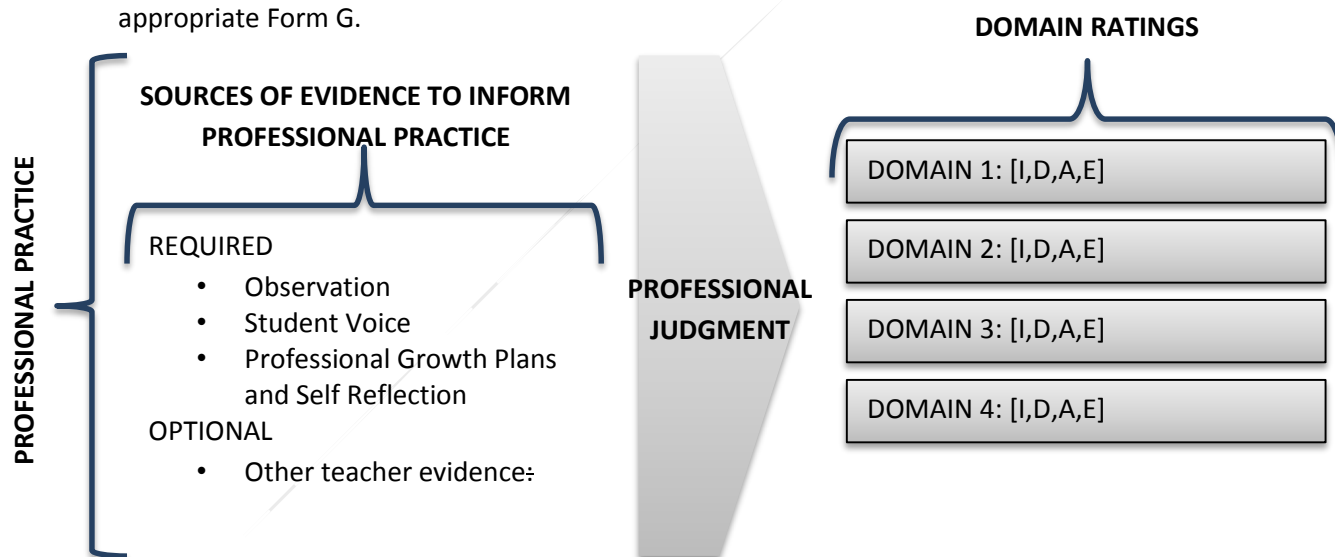 appropriate Form G.
PROFESSIONAL PRACTICE
SOURCES OF EVIDENCE TO INFORM
PROFESSIONAL PRACTICE
REQUIRED
• Observation
• Student Voice
• Professional Growth Plans
and Self Reflection
OPTIONAL
• Other teacher evidence:
PROFESSIONAL
JUDGMENT
DOMAIN RATINGS
DOMAIN 1: [I,D,A,E]
DOMAIN 2: [I,D,A,E]
DOMAIN 3: [I,D,A,E]
DOMAIN 4: [I,D,A,E]